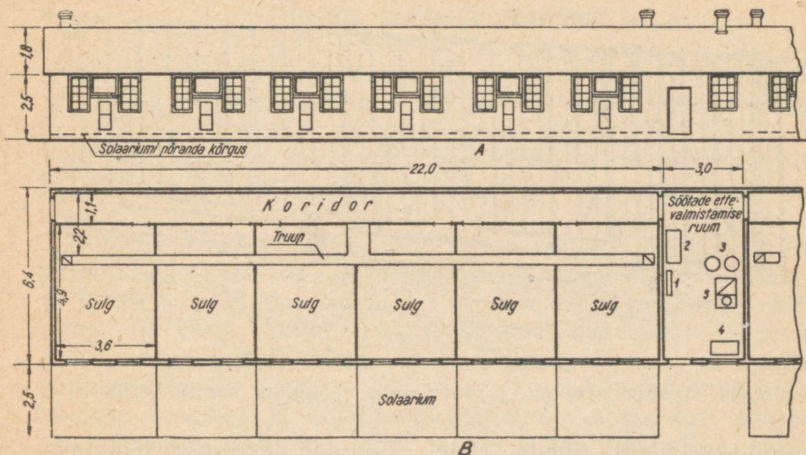 1,8
2,5
Solaariumi põranda kõrgus
A
22,0
3,0
6,4
1,1
2,2
4,9
Koridor
Truup
Söötade ette-
valmistamise
ruum
2
3
1
5
4
Sulg
Sulg
Sulg
Sulg
Sulg
Sulg
3,6
2,5
Solaarium
B